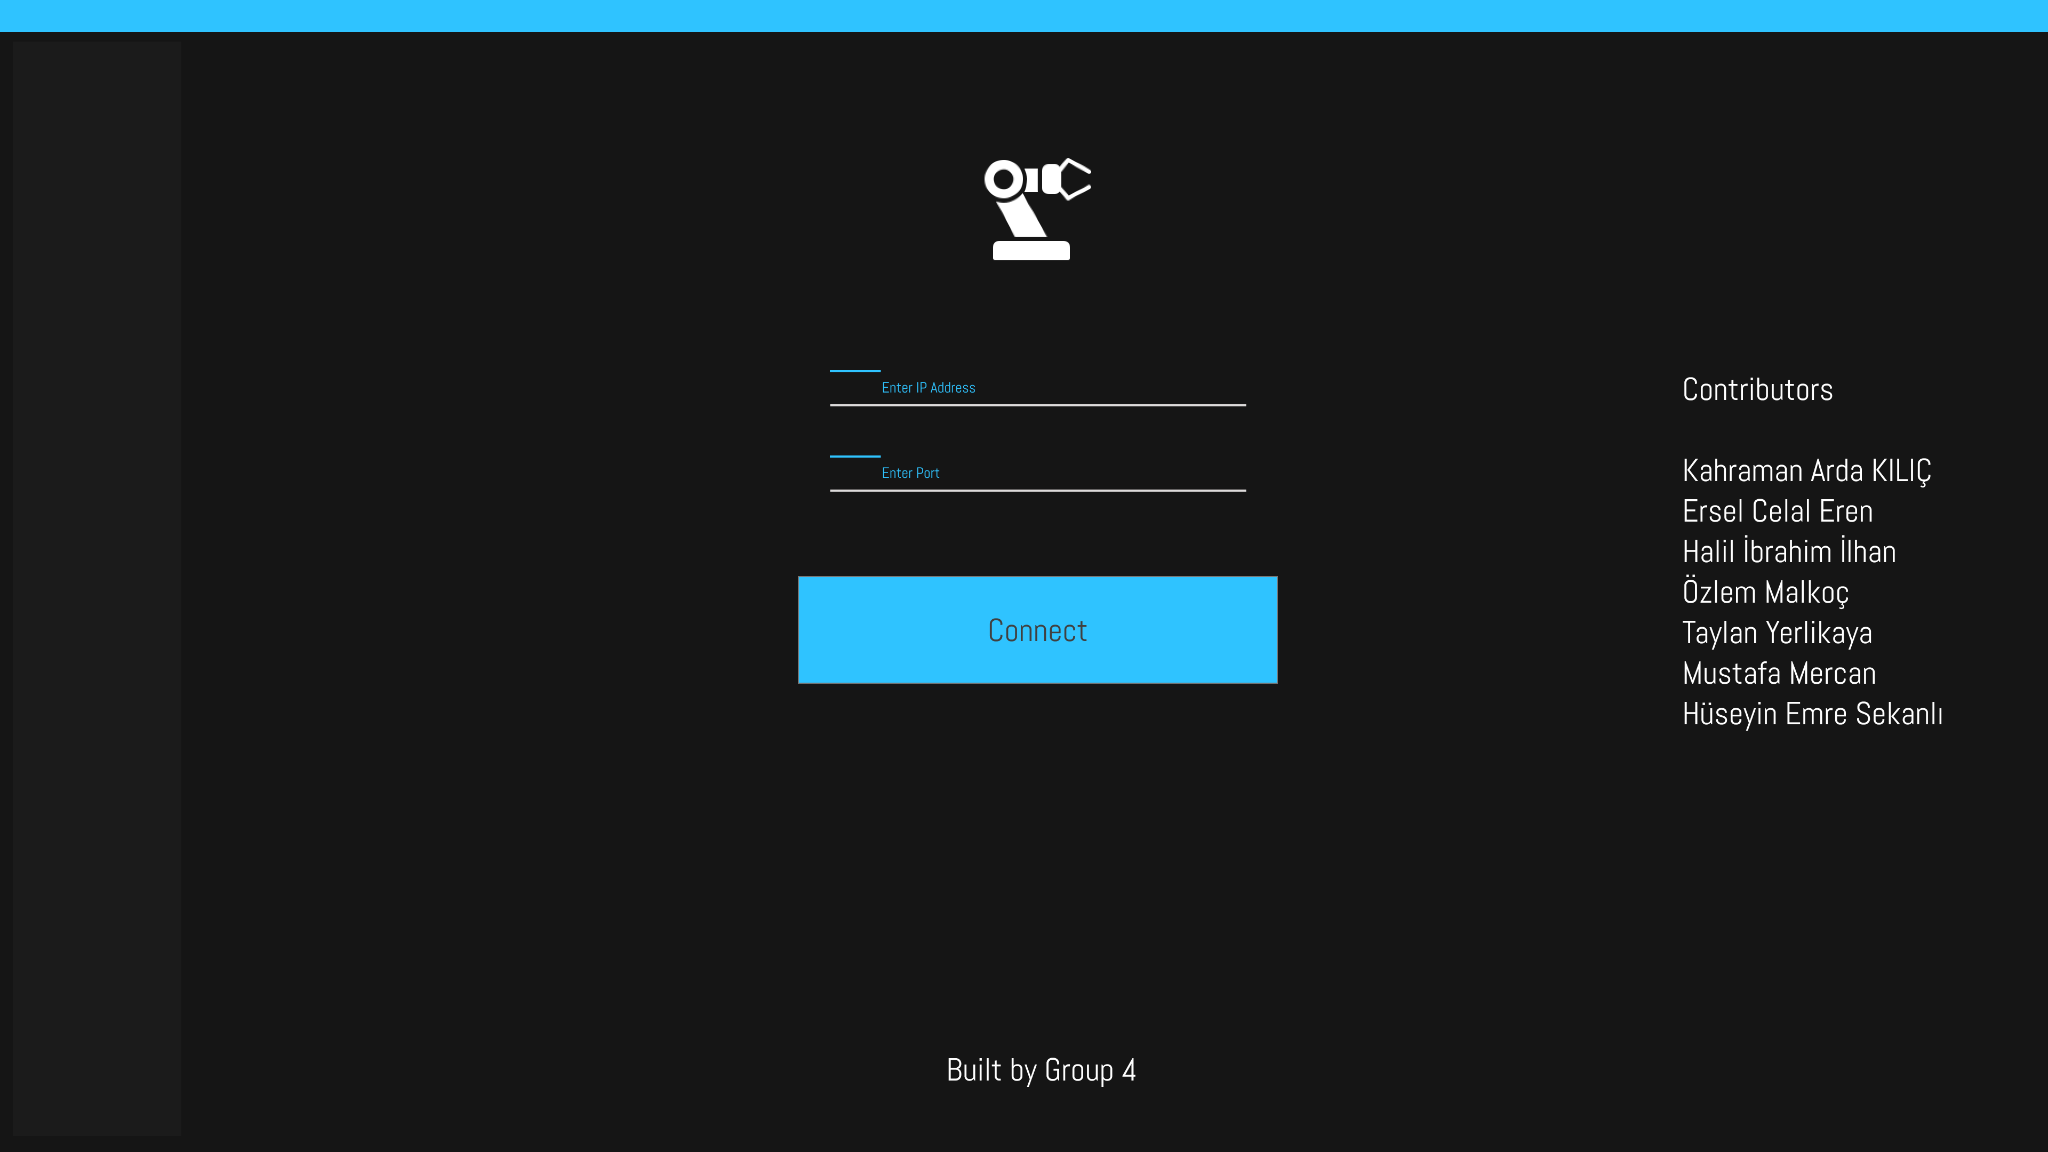 Enter IP Address
Enter Port
Connect
Contributors
Kahraman Arda KILIÇ
Ersel Celal Eren
Halil İbrahim İlhan
Özlem Malkoç
Taylan Yerlikaya
Mustafa Mercan
Hüseyin Emre Sekanlı
Built by Group 4